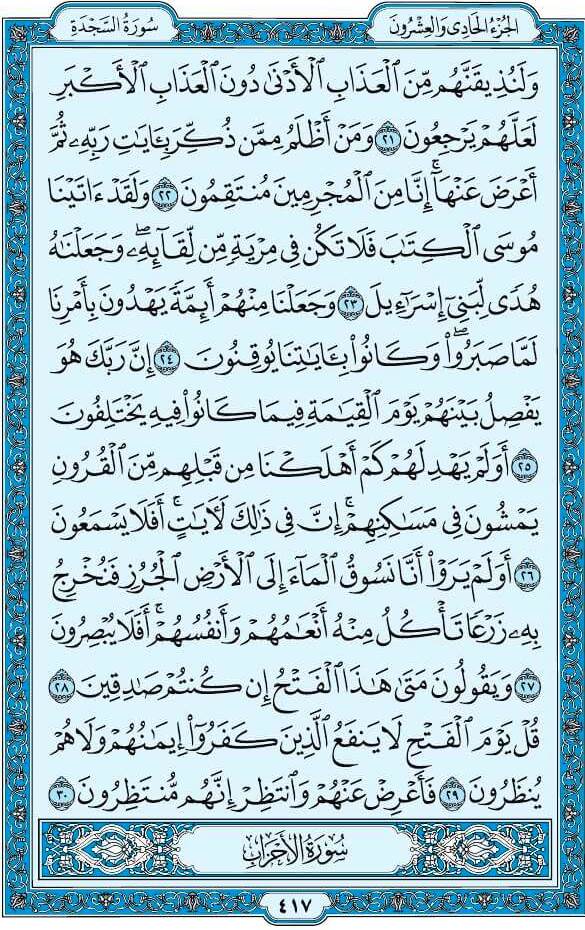 الجزء الحادي والعشرون
سورة السجدة
وَلَنُذِيقَنَّهُم مِّنَ ٱلْعَذَابِ ٱلْأَدْنَىٰ دُونَ ٱلْعَذَابِ ٱلْأَكْبَرِ
لَعَلَّهُمْ يَرْجِعُونَ ٢١ وَمَنْ أَظْلَمُ مِمَّن ذُكِّرَ بِـَٔايَٰتِ رَبِّهِۦ ثُمَّ
أَعْرَضَ عَنْهَآ ۚ إِنَّا مِنَ ٱلْمُجْرِمِينَ مُنتَقِمُونَ ٢٢ وَلَقَدْ ءَاتَيْنَا
مُوسَى ٱلْكِتَٰبَ فَلَا تَكُن فِى مِرْيَةٍ مِّن لِّقَآئِهِۦ ۖ وَجَعَلْنَٰهُ
هُدًى لِّبَنِىٓ إِسْرَٰٓءِيلَ ٢٣ وَجَعَلْنَا مِنْهُمْ أَئِمَّةً يَهْدُونَ بِأَمْرِنَا
لَمَّا صَبَرُوا۟ ۖ وَكَانُوا۟ بِـَٔايَٰتِنَا يُوقِنُونَ ٢٤ إِنَّ رَبَّكَ هُوَ
يَفْصِلُ بَيْنَهُمْ يَوْمَ ٱلْقِيَٰمَةِ فِيمَا كَانُوا۟ فِيهِ يَخْتَلِفُونَ
٢٥ أَوَلَمْ يَهْدِ لَهُمْ كَمْ أَهْلَكْنَا مِن قَبْلِهِم مِّنَ ٱلْقُرُونِ
يَمْشُونَ فِى مَسَٰكِنِهِمْ ۚ إِنَّ فِى ذَٰلِكَ لَـَٔايَٰتٍ ۖ أَفَلَا يَسْمَعُونَ
٢٦ أَوَلَمْ يَرَوْا۟ أَنَّا نَسُوقُ ٱلْمَآءَ إِلَى ٱلْأَرْضِ ٱلْجُرُزِ فَنُخْرِجُ
بِهِۦ زَرْعًا تَأْكُلُ مِنْهُ أَنْعَٰمُهُمْ وَأَنفُسُهُمْ ۚ أَفَلَا يُبْصِرُونَ
٢٧ وَيَقُولُونَ مَتَىٰ هَٰذَا ٱلْفَتْحُ إِن كُنتُمْ صَٰدِقِينَ ٢٨
قُلْ يَوْمَ ٱلْفَتْحِ لَا يَنفَعُ ٱلَّذِينَ كَفَرُوٓا۟ إِيمَٰنُهُمْ وَلَا هُمْ
يُنظَرُونَ ٢٩ فَأَعْرِضْ عَنْهُمْ وَٱنتَظِرْ إِنَّهُم مُّنتَظِرُونَ ٣٠
سورة الأحزاب
٤١٧